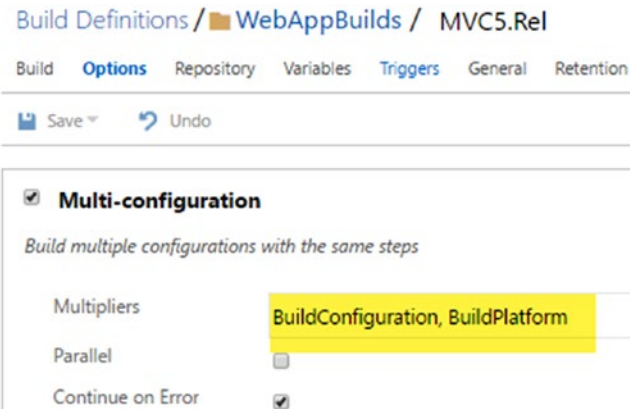 Build Definitions / WebAppBuilds / MVC5.Rel
Build Options Repository Variables Triggers General Retention
Save Undo
Multi-configuration
Build multiple configurations with the same steps
Multipliers BuildConfiguration, BuildPlatform
Parallel
Continue on Error